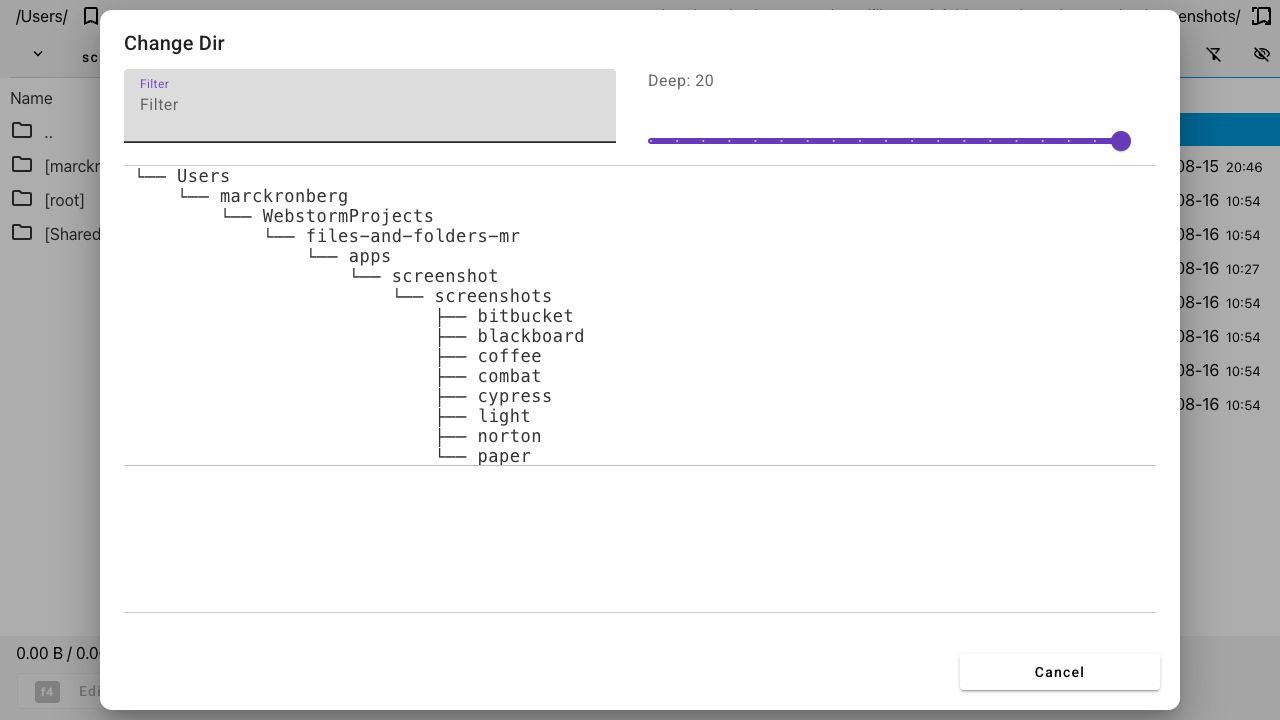 /Users/
enshots/
Change Dir
Filter
Filter
Deep: 20
Name
..
[marckr
[root]
[Shared
└── Users
└── marckronberg
└── WebstormProjects
└── files-and-folders-mr
└── apps
└── screenshot
└── screenshots
├── bitbucket
├── blackboard
├── coffee
├── combat
├── cypress
├── light
├── norton
└── paper
08-15 20:46
08-16 10:54
08-16 10:54
08-16 10:27
08-16 10:54
08-16 10:54
08-16 10:54
08-16 10:54
0.00 B / 0.0
f4 Edi
Cancel